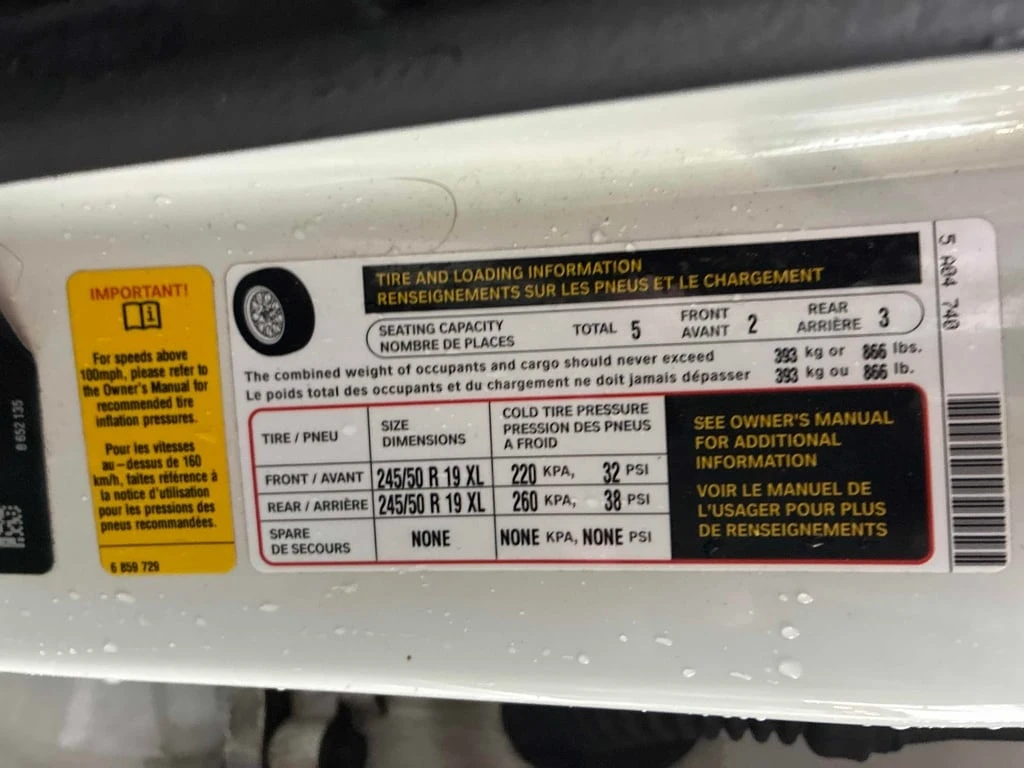 IMPORTANT!
For speeds above
100mph, please refer to
the Owner's Manual for
recommended tire
inflation pressures.
Pour les vitesses
au-dessus de 160
km/h, faites référence à
la notice d'utilisation
pour les pressions des
pneus recommandées.
6 859 729
8 652 135
TIRE AND LOADING INFORMATION
RENSEIGNEMENTS SUR LES PNEUS ET LE CHARGEMENT
SEATING CAPACITY TOTAL 5 FRONT 2 REAR 3
NOMBRE DE PLACES AVANT ARRIÈRE
The combined weight of occupants and cargo should never exceed 393 kg or 866 lbs.
Le poids total des occupants et du chargement ne doit jamais dépasser 393 kg ou 866 lb.
TIRE / PNEU SIZE COLD TIRE PRESSURE
DIMENSIONS PRESSION DES PNEUS
A FROID
FRONT / AVANT 245/50 R 19 XL 220 KPA, 32 PSI
REAR / ARRIÈRE 245/50 R 19 XL 260 KPA, 38 PSI
SPARE NONE NONE KPA, NONE PSI
DE SECOURS
SEE OWNER'S MANUAL
FOR ADDITIONAL
INFORMATION
VOIR LE MANUEL DE
L'USAGER POUR PLUS
DE RENSEIGNEMENTS
5 A04 740